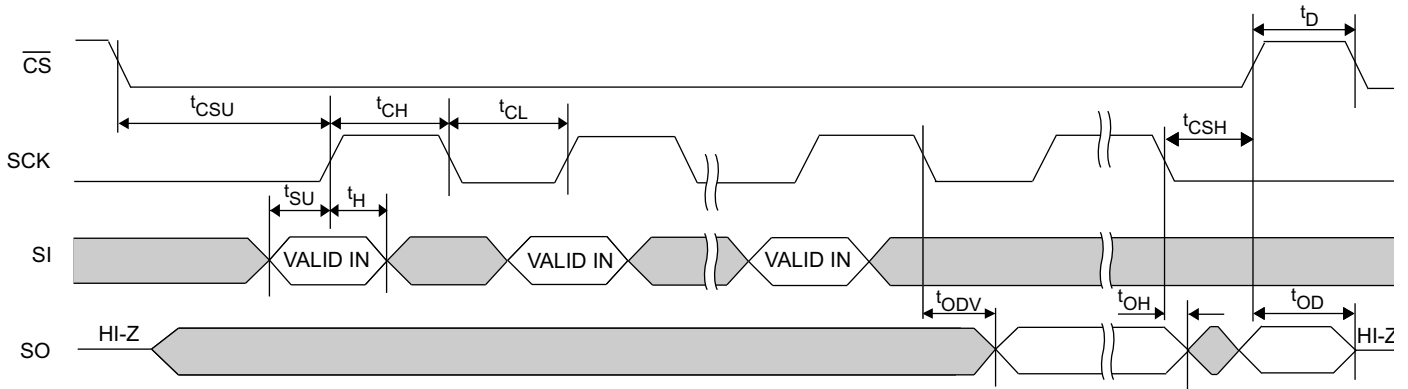 tD
CS
tCSU
tCH
tCL
tCSH
SCK
tSU
tH
SI
VALID IN
VALID IN
VALID IN
tODV
tOH
tOD
HI-Z
HI-Z
SO